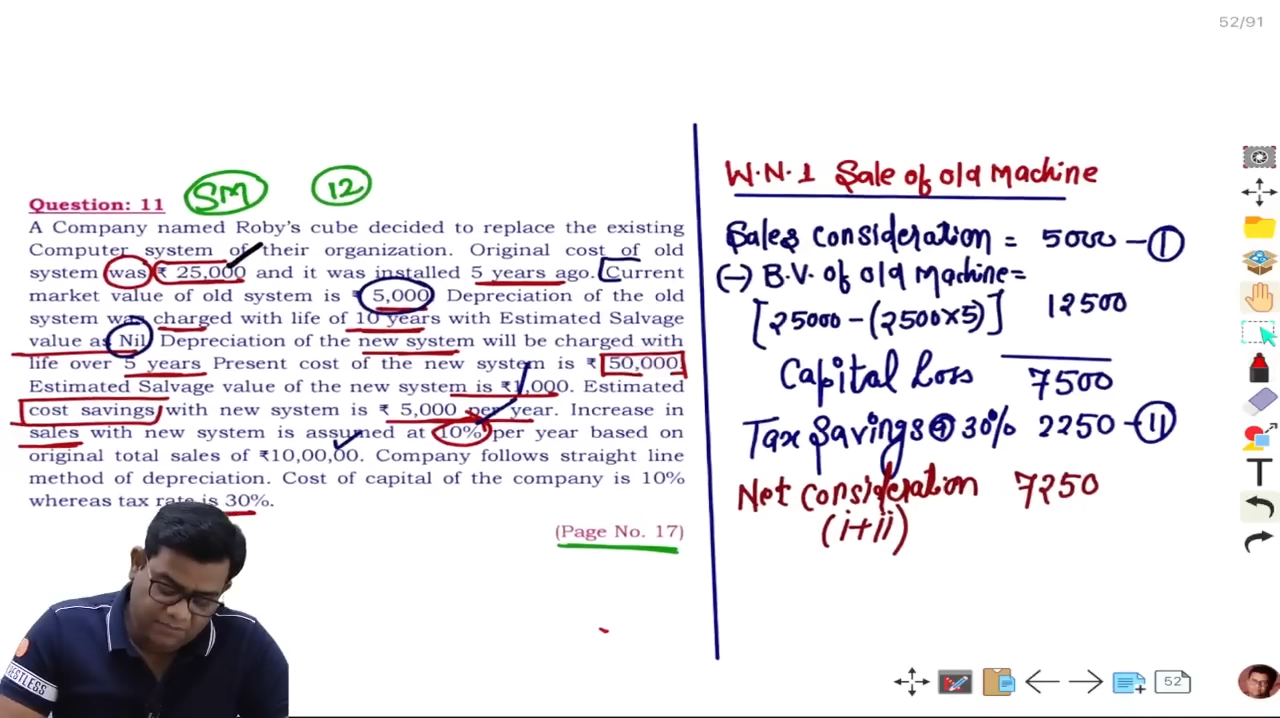 52/91
SM 12
Question: 11
A Company named Roby's cube decided to replace the existing
Computer system of their organization. Original cost of old
system was ₹ 25,000 and it was installed 5 years ago. Current
market value of old system is ₹ 5,000 Depreciation of the old
system was charged with life of 10 years with Estimated Salvage
value as Nil. Depreciation of the new system will be charged with
life over 5 years Present cost of the new system is ₹ 50,000.
Estimated Salvage value of the new system is ₹1,000. Estimated
cost savings with new system is ₹ 5,000 per year. Increase in
sales with new system is assumed at 10% per year based on
original total sales of ₹10,00,00. Company follows straight line
method of depreciation. Cost of capital of the company is 10%
whereas tax rate is 30%.
(Page No. 17)
W.N.1 Sale of old Machine
Sales consideration = 5000 - I
(-) B.V. of old Machine =
[25000 - (2500×5)] 12500
Capital Loss 7500
Tax Savings @ 30% 2250 - II
Net consideration 7250
(i+ii)
RESTLESS
T
52